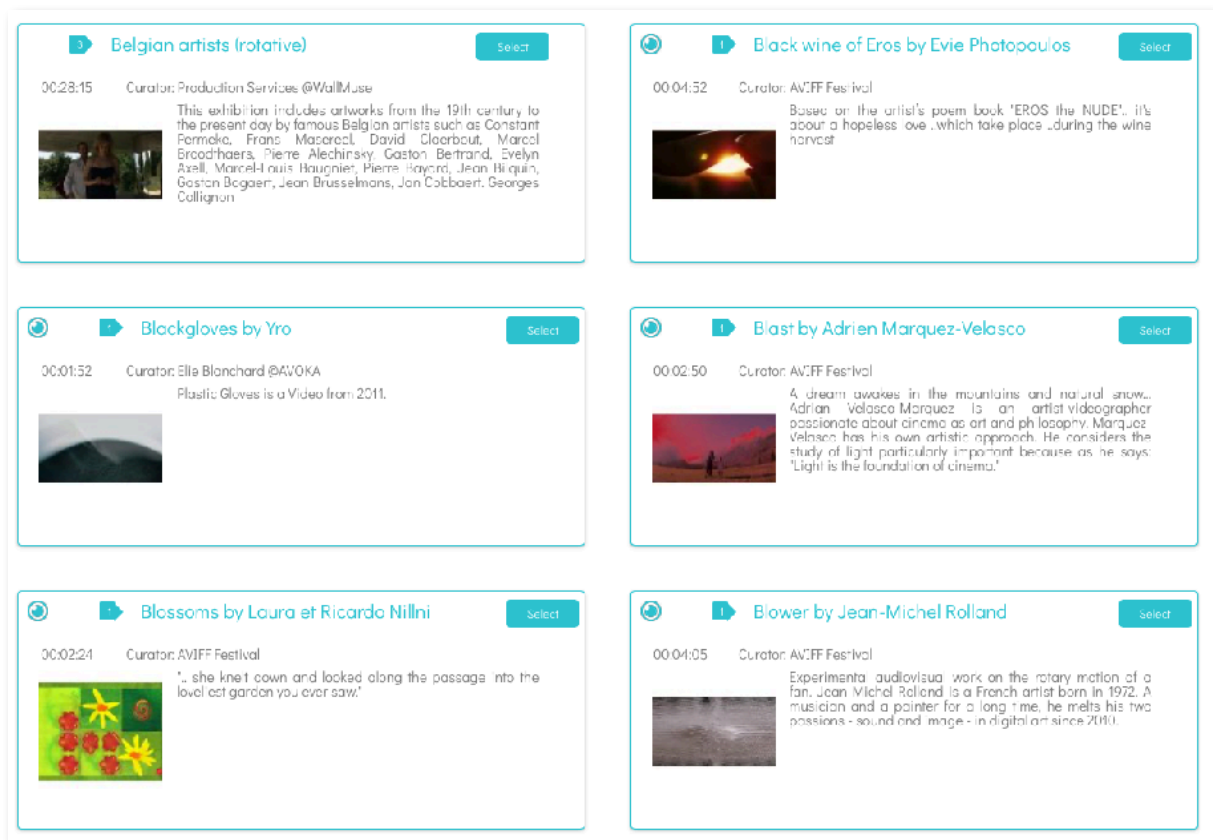 3 Belgian artists (rotative) Select
00:28:15 Curator: Production Services @WallMuse
This exhibition includes artworks from the 19th century to
the present day by famous Belgian artists such as Constant
Permeke, Frans Masereel, David Claerbout, Marcel
Broodthaers, Pierre Alechinsky, Gaston Bertrand, Evelyn
Axell, Marcel-Louis Baugniet, Pierre Bayard, Jean Bilquin,
Gaston Bogaert, Jean Brusselmans, Jan Cobbaert, Georges
Collignon
1 Black wine of Eros by Evie Photopoulos Select
00:04:52 Curator: AVIFF Festival
Based on the artist's poem book "EROS the NUDE".. it's
about a hopeless love ..which take place ..during the wine
harvest
1 Blackgloves by Yro Select
00:01:52 Curator: Elie Blanchard @AVOKA
Plastic Gloves is a Video from 2011.
1 Blast by Adrien Marquez-Velasco Select
00:02:50 Curator: AVIFF Festival
A dream awakes in the mountains and natural snow...
Adrian Velasco-Marquez is an artist-videographer
passionate about cinema as art and philosophy. Marquez-
Velasco has his own artistic approach. He considers the
study of light particularly important because as he says:
"Light is the foundation of cinema."
1 Blossoms by Laura et Ricardo Nillni Select
00:02:24 Curator: AVIFF Festival
"... she knelt down and looked along the passage into the
loveliest garden you ever saw."
1 Blower by Jean-Michel Rolland Select
00:04:05 Curator: AVIFF Festival
Experimental audiovisual work on the rotary motion of a
fan. Jean-Michel Rolland is a French artist born in 1972. A
musician and a painter for a long time, he melts his two
passions - sound and image - in digital art since 2010.